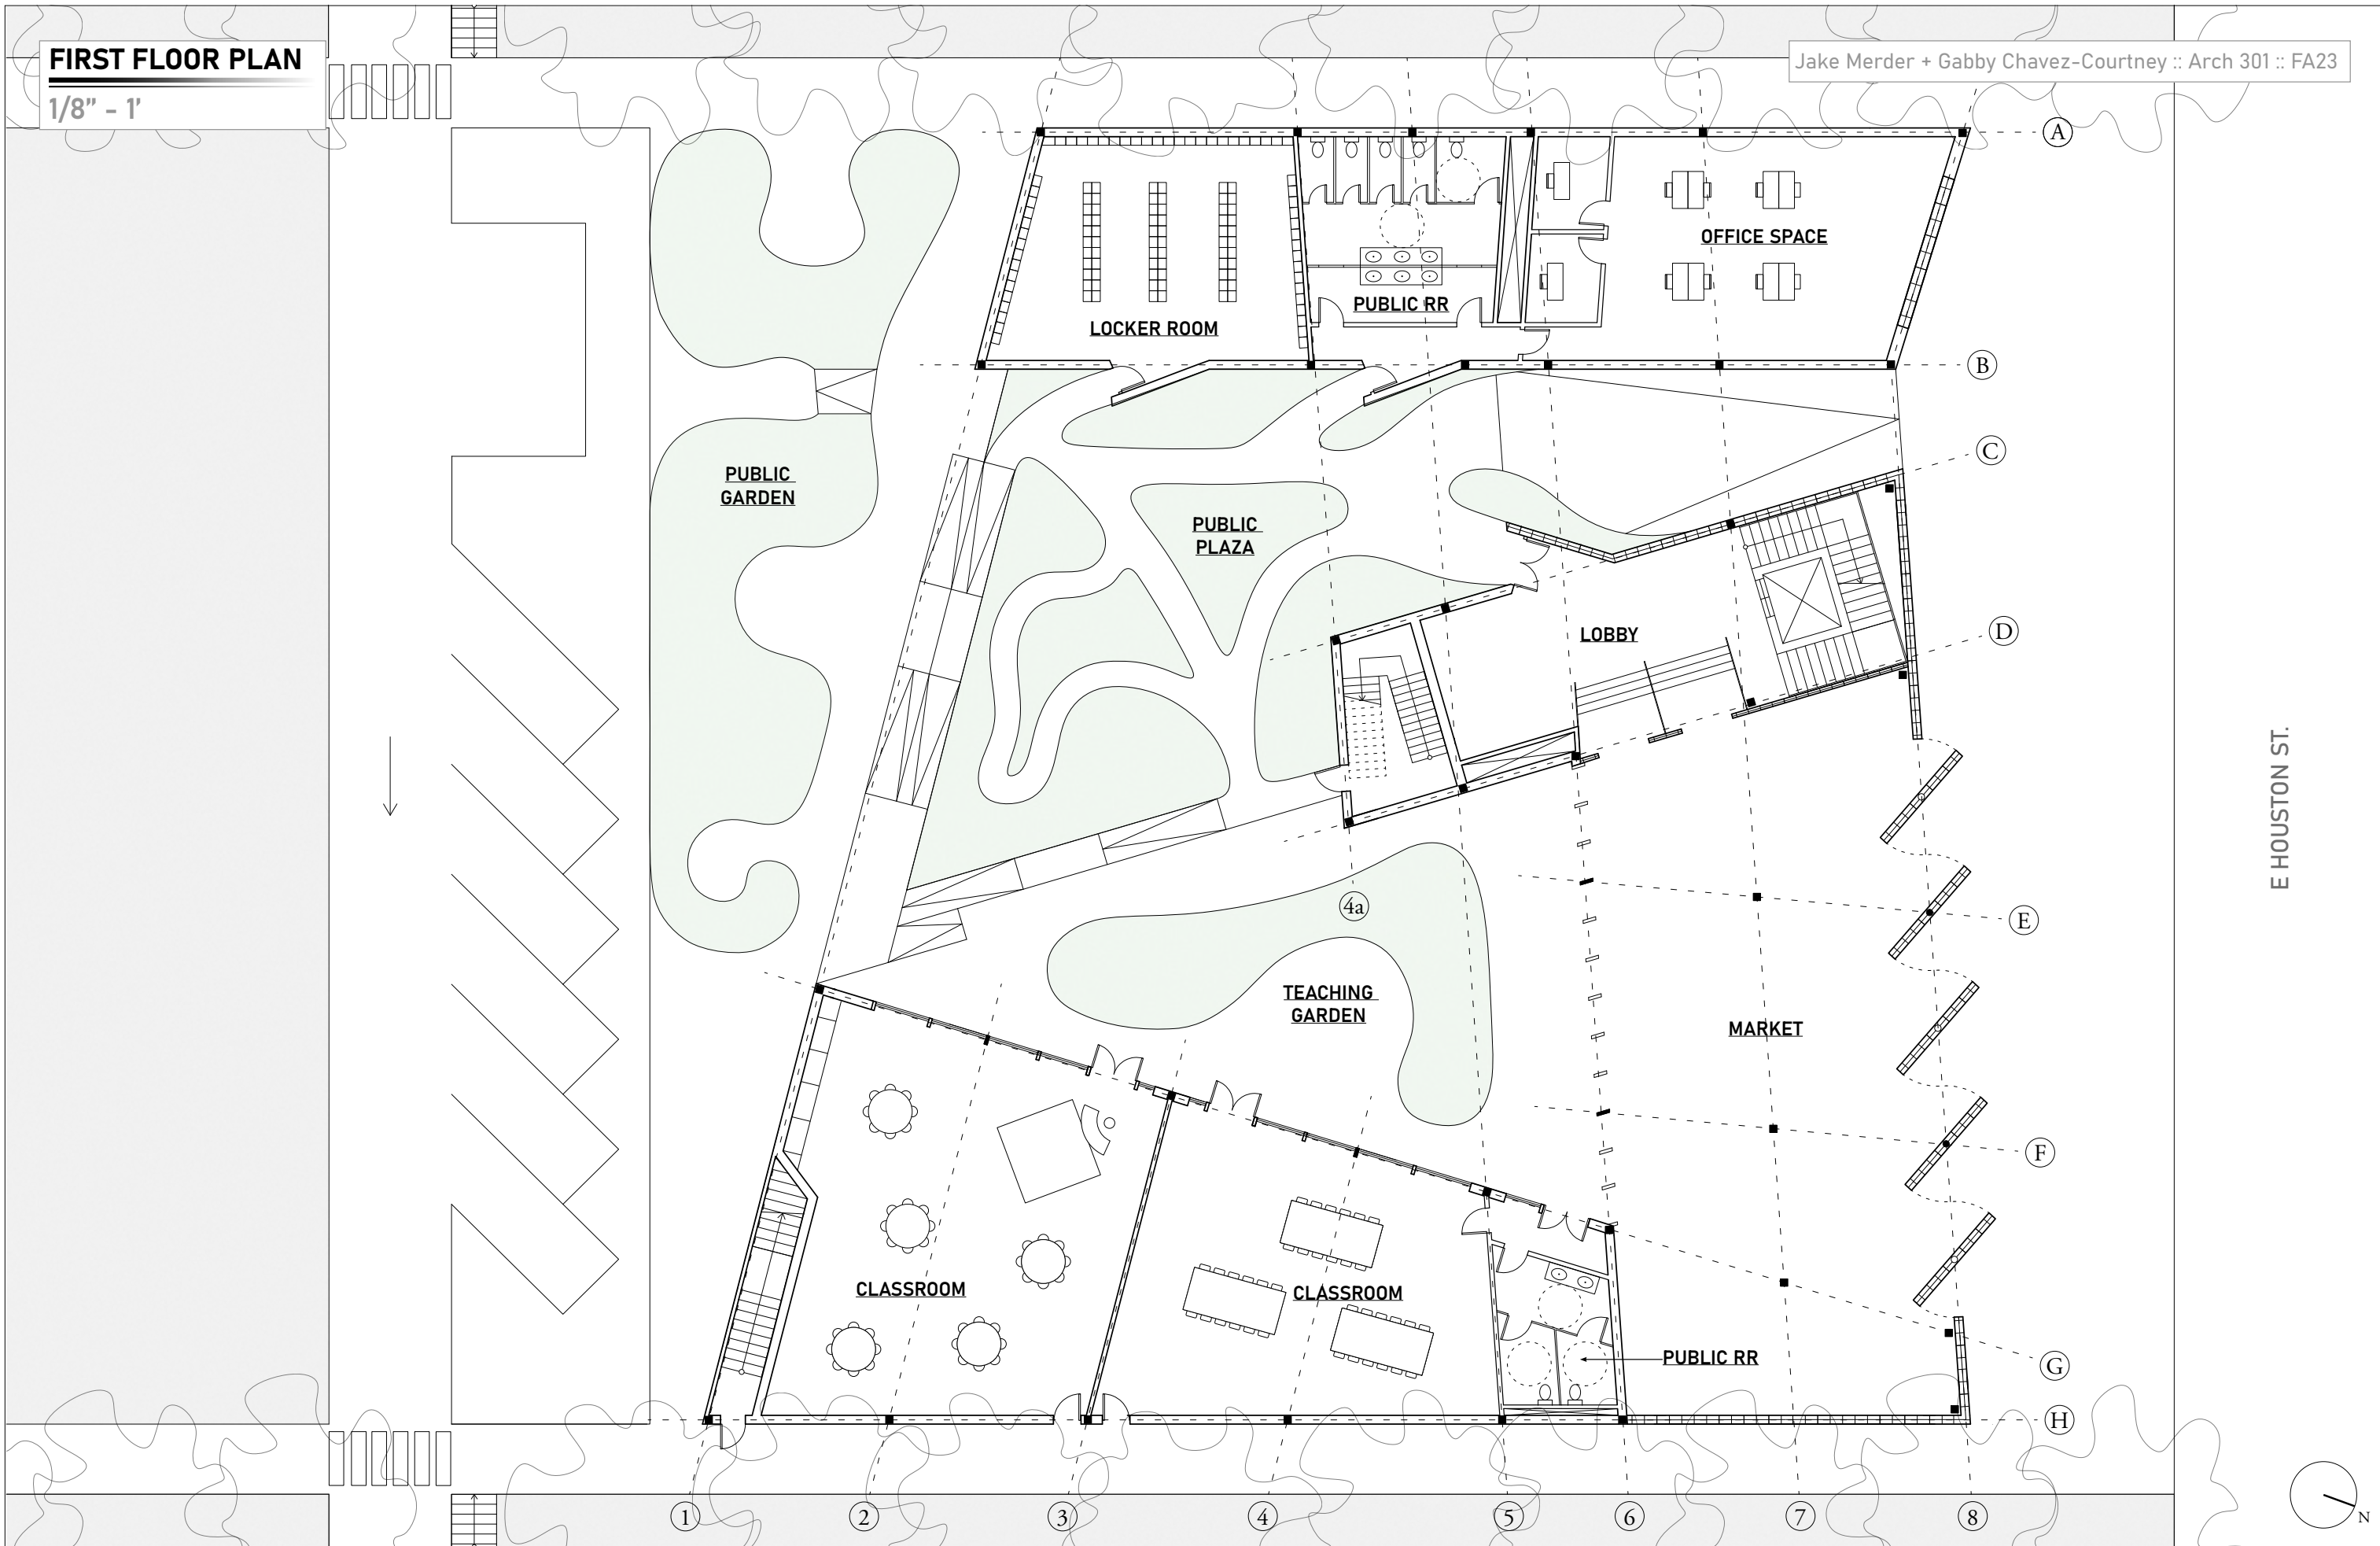 FIRST FLOOR PLAN
1/8” - 1’
Jake Merder + Gabby Chavez-Courtney :: Arch 301 :: FA23
A
OFFICE SPACE
PUBLIC RR
LOCKER ROOM
B
C
PUBLIC
GARDEN
PUBLIC
PLAZA
LOBBY
D
E HOUSTON ST.
4a
E
TEACHING
GARDEN
MARKET
F
CLASSROOM
CLASSROOM
PUBLIC RR
G
H
1
2
3
4
5
6
7
8
N